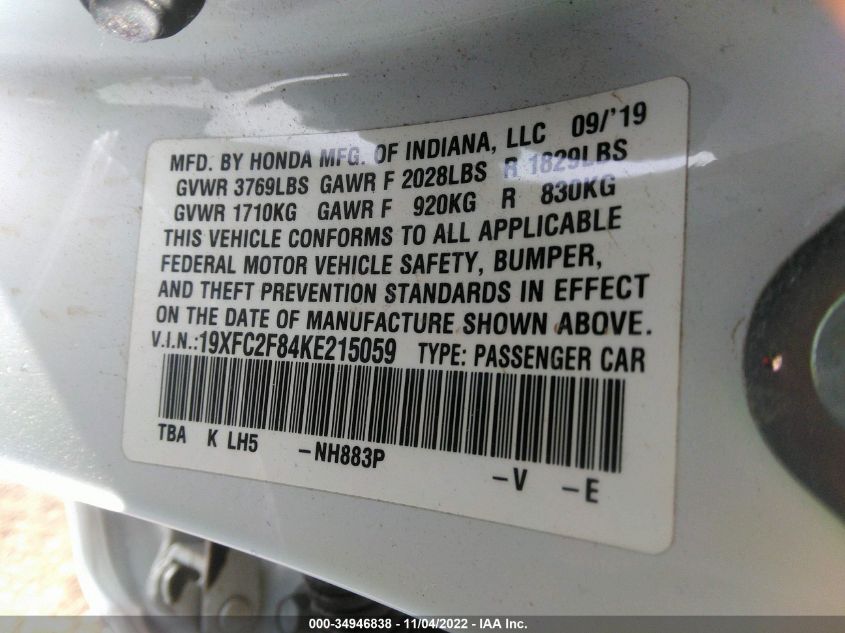 MFD. BY HONDA MFG. OF INDIANA, LLC 09/'19
GVWR 3769LBS GAWR F 2028LBS R 1829LBS
GVWR 1710KG GAWR F 920KG R 830KG
THIS VEHICLE CONFORMS TO ALL APPLICABLE
FEDERAL MOTOR VEHICLE SAFETY, BUMPER,
AND THEFT PREVENTION STANDARDS IN EFFECT
ON THE DATE OF MANUFACTURE SHOWN ABOVE.
V.I.N.:19XFC2F84KE215059 TYPE: PASSENGER CAR
TBA K LH5 -NH883P -V -E
000-34946838 - 11/04/2022 - IAA Inc.